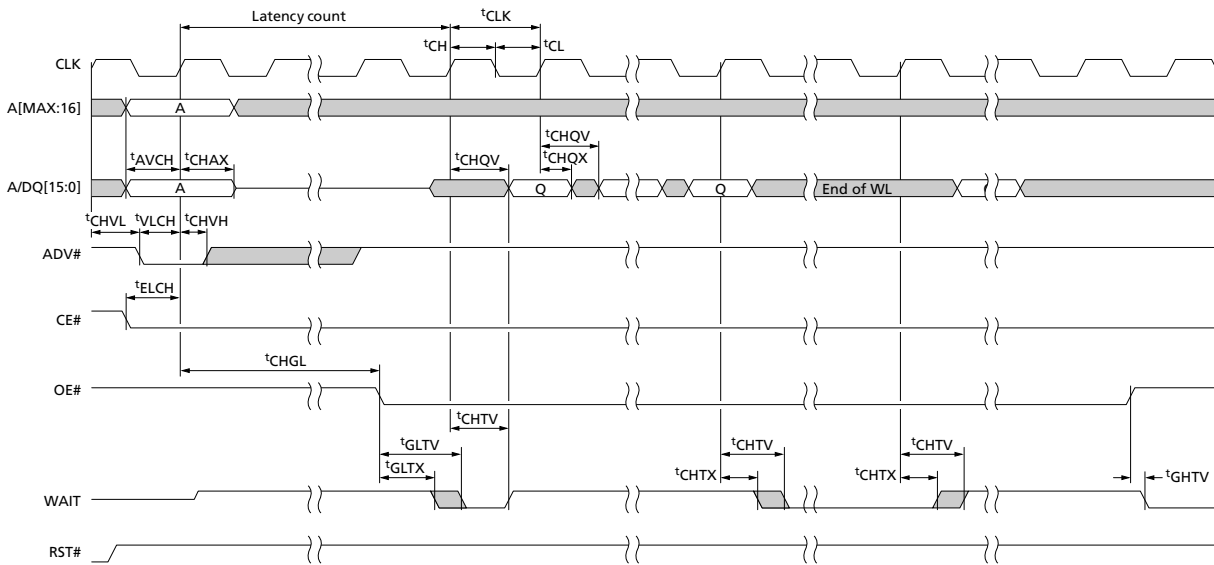 Latency count
tCLK
tCH
tCL
CLK
A[MAX:16]
A
tAVCH
tCHAX
tCHQV
tCHQV
tCHQX
A/DQ[15:0]
A
Q
Q
End of WL
tCHVL
tVLCH
tCHVH
ADV#
tELCH
CE#
tCHGL
OE#
tCHTV
tGLTV
tCHTV
tCHTV
tGLTX
tCHTX
tCHTX
tGHTV
WAIT
RST#